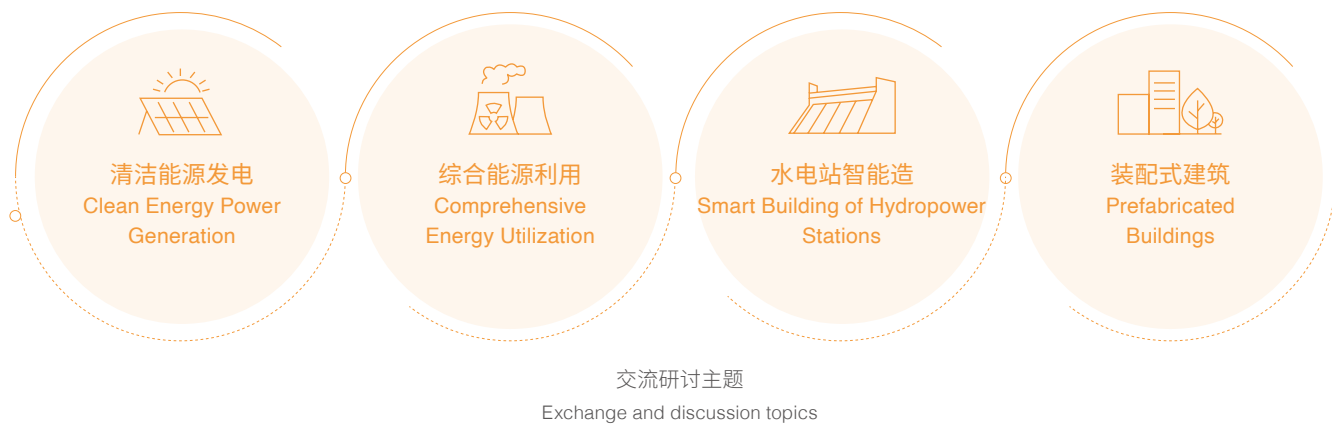 清洁能源发电
Clean Energy Power
Generation
综合能源利用
Comprehensive
Energy Utilization
水电站智能造
Smart Building of Hydropower
Stations
装配式建筑
Prefabricated
Buildings
交流研讨主题
Exchange and discussion topics